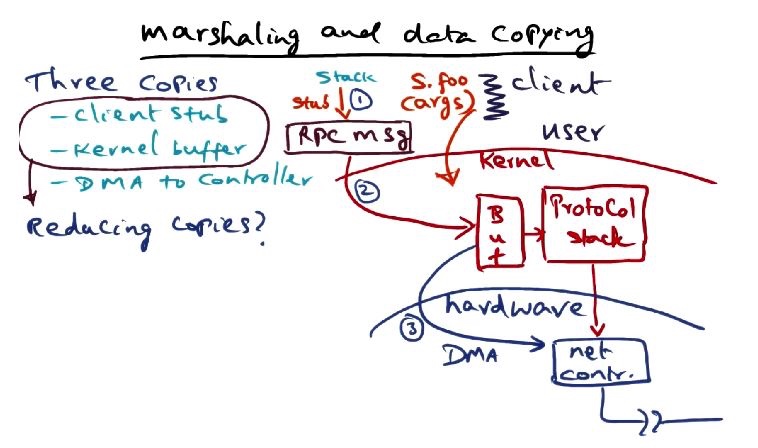 marshaling and data copying
Three copies
- Client stub
- Kernel buffer
- DMA to controller
Reducing copies?
Stack
stub ①
RPC msg
S.foo
(args)
client
user
Kernel
②
Buf
Protocol
stack
hardware
③
DMA
net
contr.